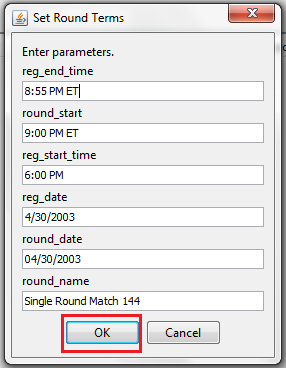 Set Round Terms
Enter parameters.
reg_end_time
8:55 PM ET
round_start
9:00 PM ET
reg_start_time
6:00 PM
reg_date
4/30/2003
round_date
04/30/2003
round_name
Single Round Match 144
OK Cancel